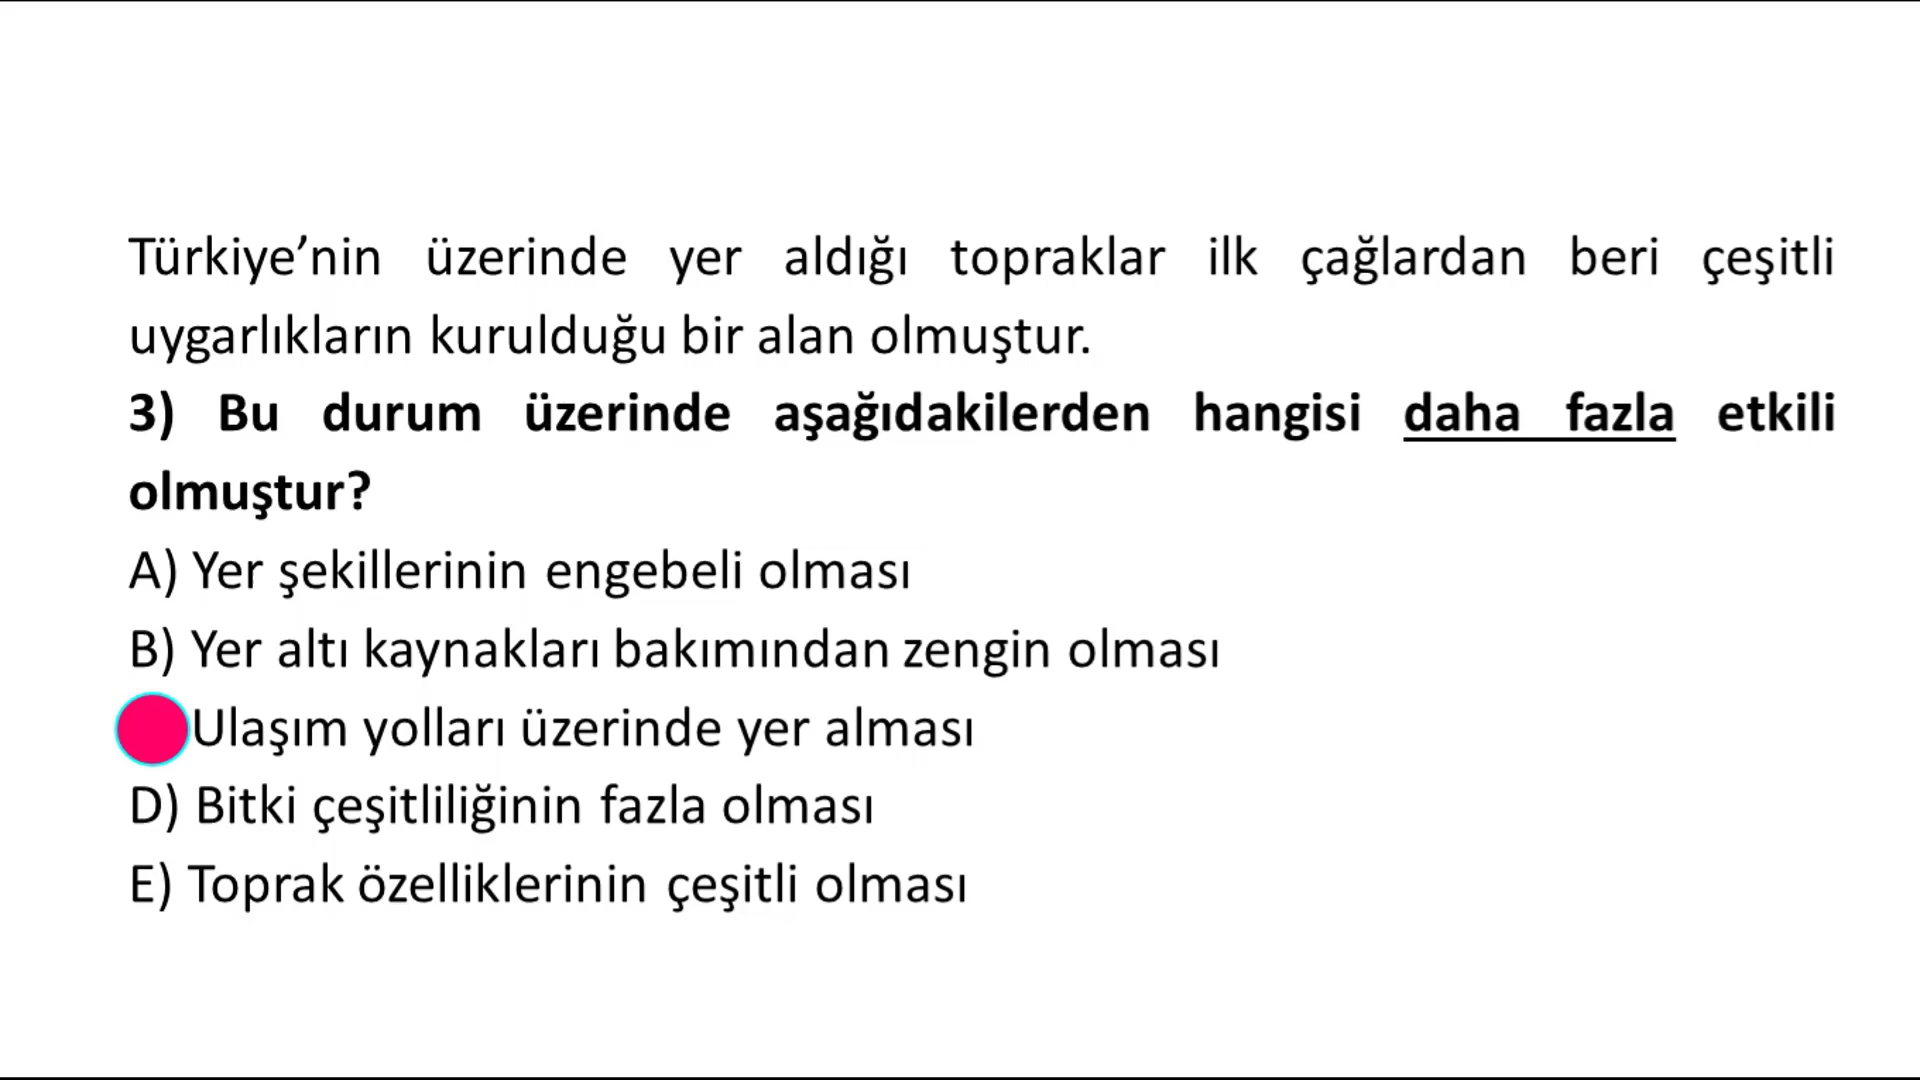 Türkiye’nin üzerinde yer aldığı topraklar ilk çağlardan beri çeşitli
uygarlıkların kurulduğu bir alan olmuştur.
3) Bu durum üzerinde aşağıdakilerden hangisi daha fazla etkili
olmuştur?
A) Yer şekillerinin engebeli olması
B) Yer altı kaynakları bakımından zengin olması
Ulaşım yolları üzerinde yer alması
D) Bitki çeşitliliğinin fazla olması
E) Toprak özelliklerinin çeşitli olması